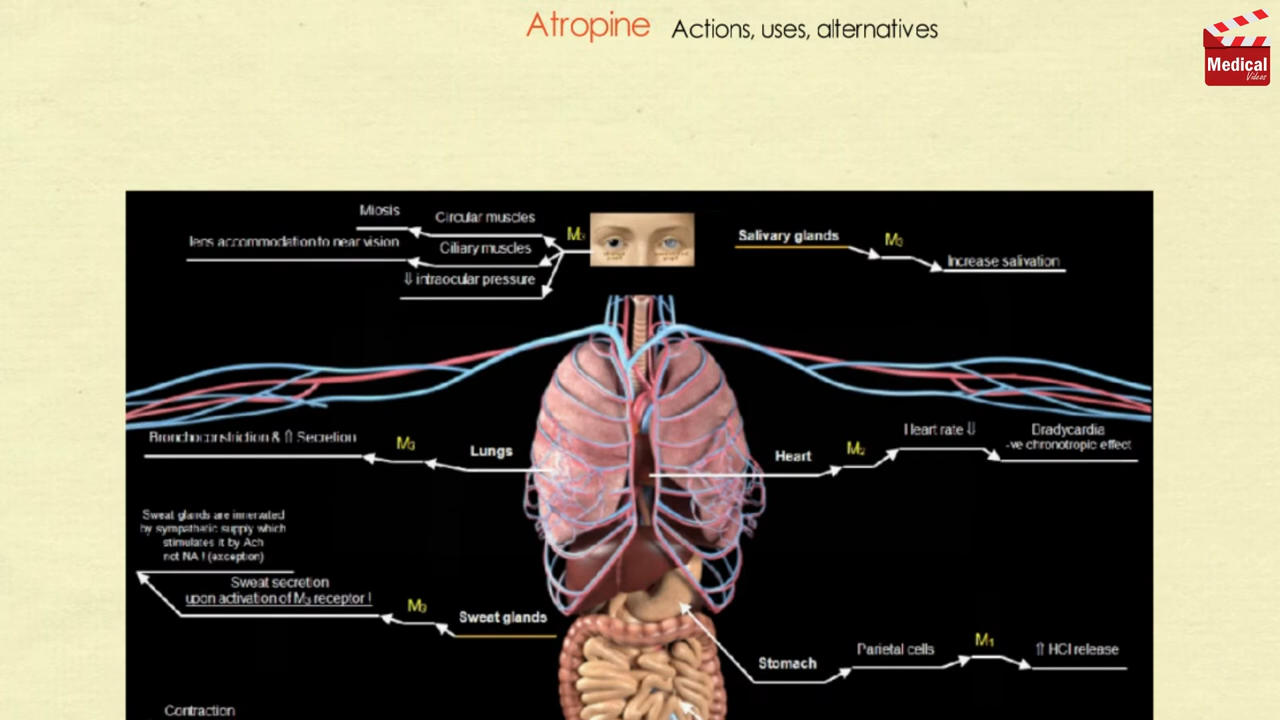 Atropine Actions, uses, alternatives
Medical
Videos
Miosis
Circular muscles
M₃
lens accommodation to near vision
Ciliary muscles
⇓ intraocular pressure
Salivary glands
M₃
Increase salivation
Bronchoconstriction & ⇑ Secretion
M₃
Lungs
Heart
M₂
Heart rate ⇓
Bradycardia
-ve chronotropic effect
Sweat glands are innervated
by sympathetic supply which
stimulates it by Ach
not NA ! (exception)
Sweat secretion
upon activation of M₃ receptor !
M₃
Sweat glands
Stomach
Parietal cells
M₁
⇑ HCl release
Contraction